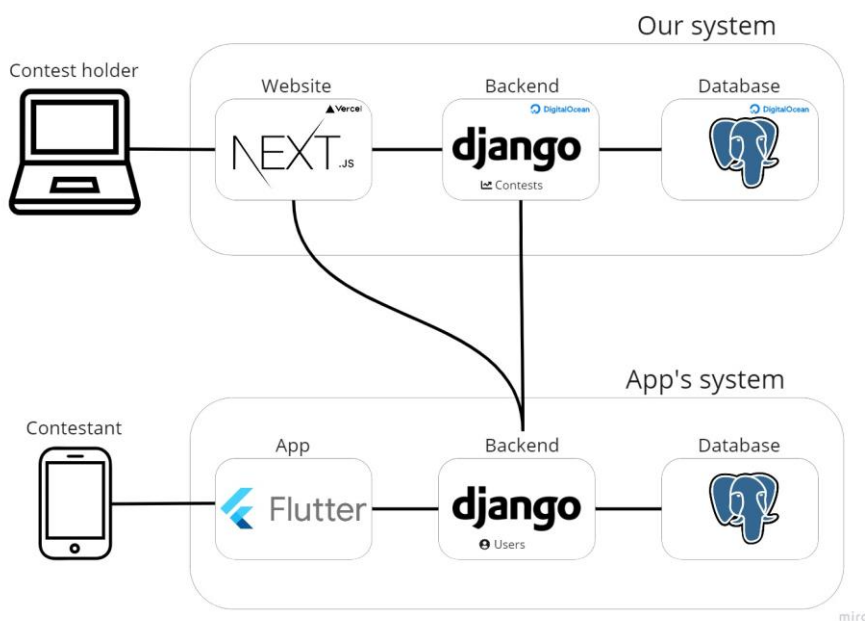 Our system
Contest holder
Website
Backend
Database
Vercel
DigitalOcean
DigitalOcean
NEXT.JS
django
Contests
App's system
Contestant
App
Backend
Database
Flutter
django
Users
miro